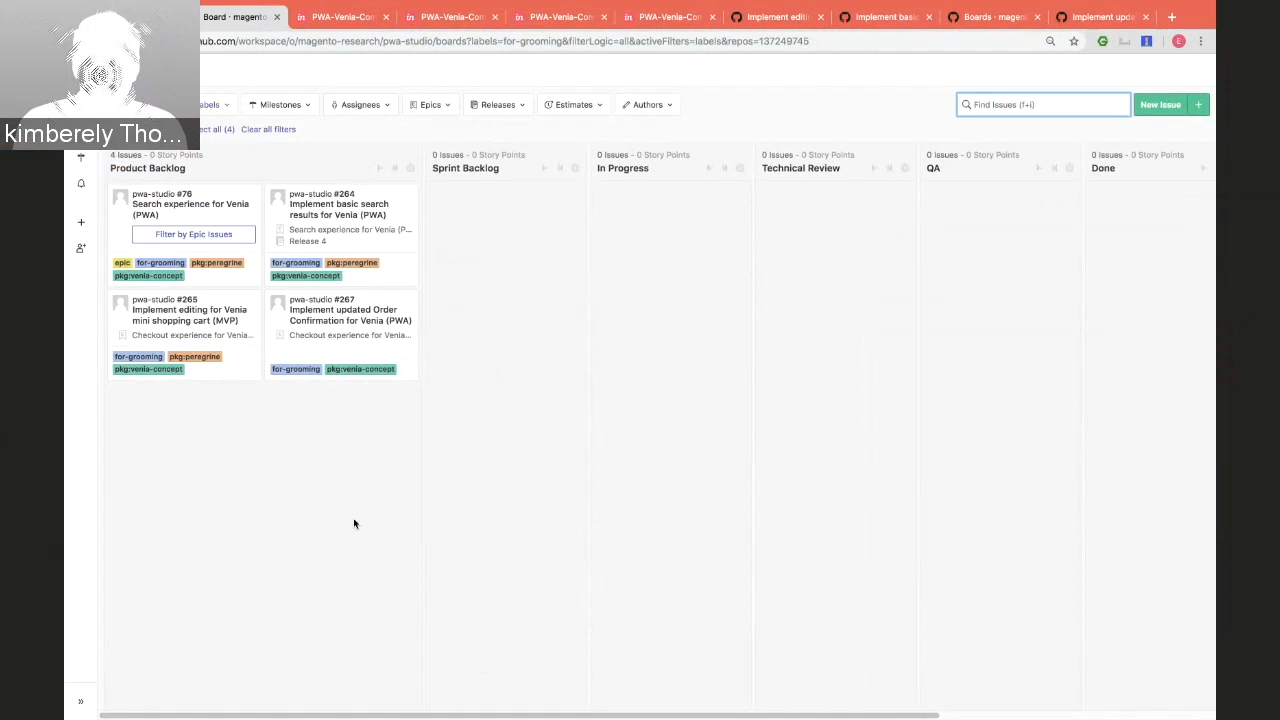 Board · magento
PWA-Venia-Con
PWA-Venia-Con
PWA-Venia-Con
PWA-Venia-Con
Implement editin
Implement basic
Boards · magent
Implement upda
hub.com/workspace/o/magento-research/pwa-studio/boards?labels=for-grooming&filterLogic=all&activeFilters=labels&repos=137249745
E
kimberely Tho...
abels
Milestones
Assignees
Epics
Releases
Estimates
Authors
Find Issues (f+i)
New Issue
ect all (4) Clear all filters
4 Issues - 0 Story Points
Product Backlog
0 Issues - 0 Story Points
Sprint Backlog
0 Issues - 0 Story Points
In Progress
0 Issues - 0 Story Points
Technical Review
0 Issues - 0 Story Points
QA
0 Issues - 0 Story Points
Done
pwa-studio #76
Search experience for Venia
(PWA)
Filter by Epic Issues
epic for-grooming pkg:peregrine
pkg:venia-concept
pwa-studio #264
Implement basic search
results for Venia (PWA)
Search experience for Venia (P...
Release 4
for-grooming pkg:peregrine
pkg:venia-concept
pwa-studio #265
Implement editing for Venia
mini shopping cart (MVP)
Checkout experience for Venia...
for-grooming pkg:peregrine
pkg:venia-concept
pwa-studio #267
Implement updated Order
Confirmation for Venia (PWA)
Checkout experience for Venia...
for-grooming pkg:venia-concept